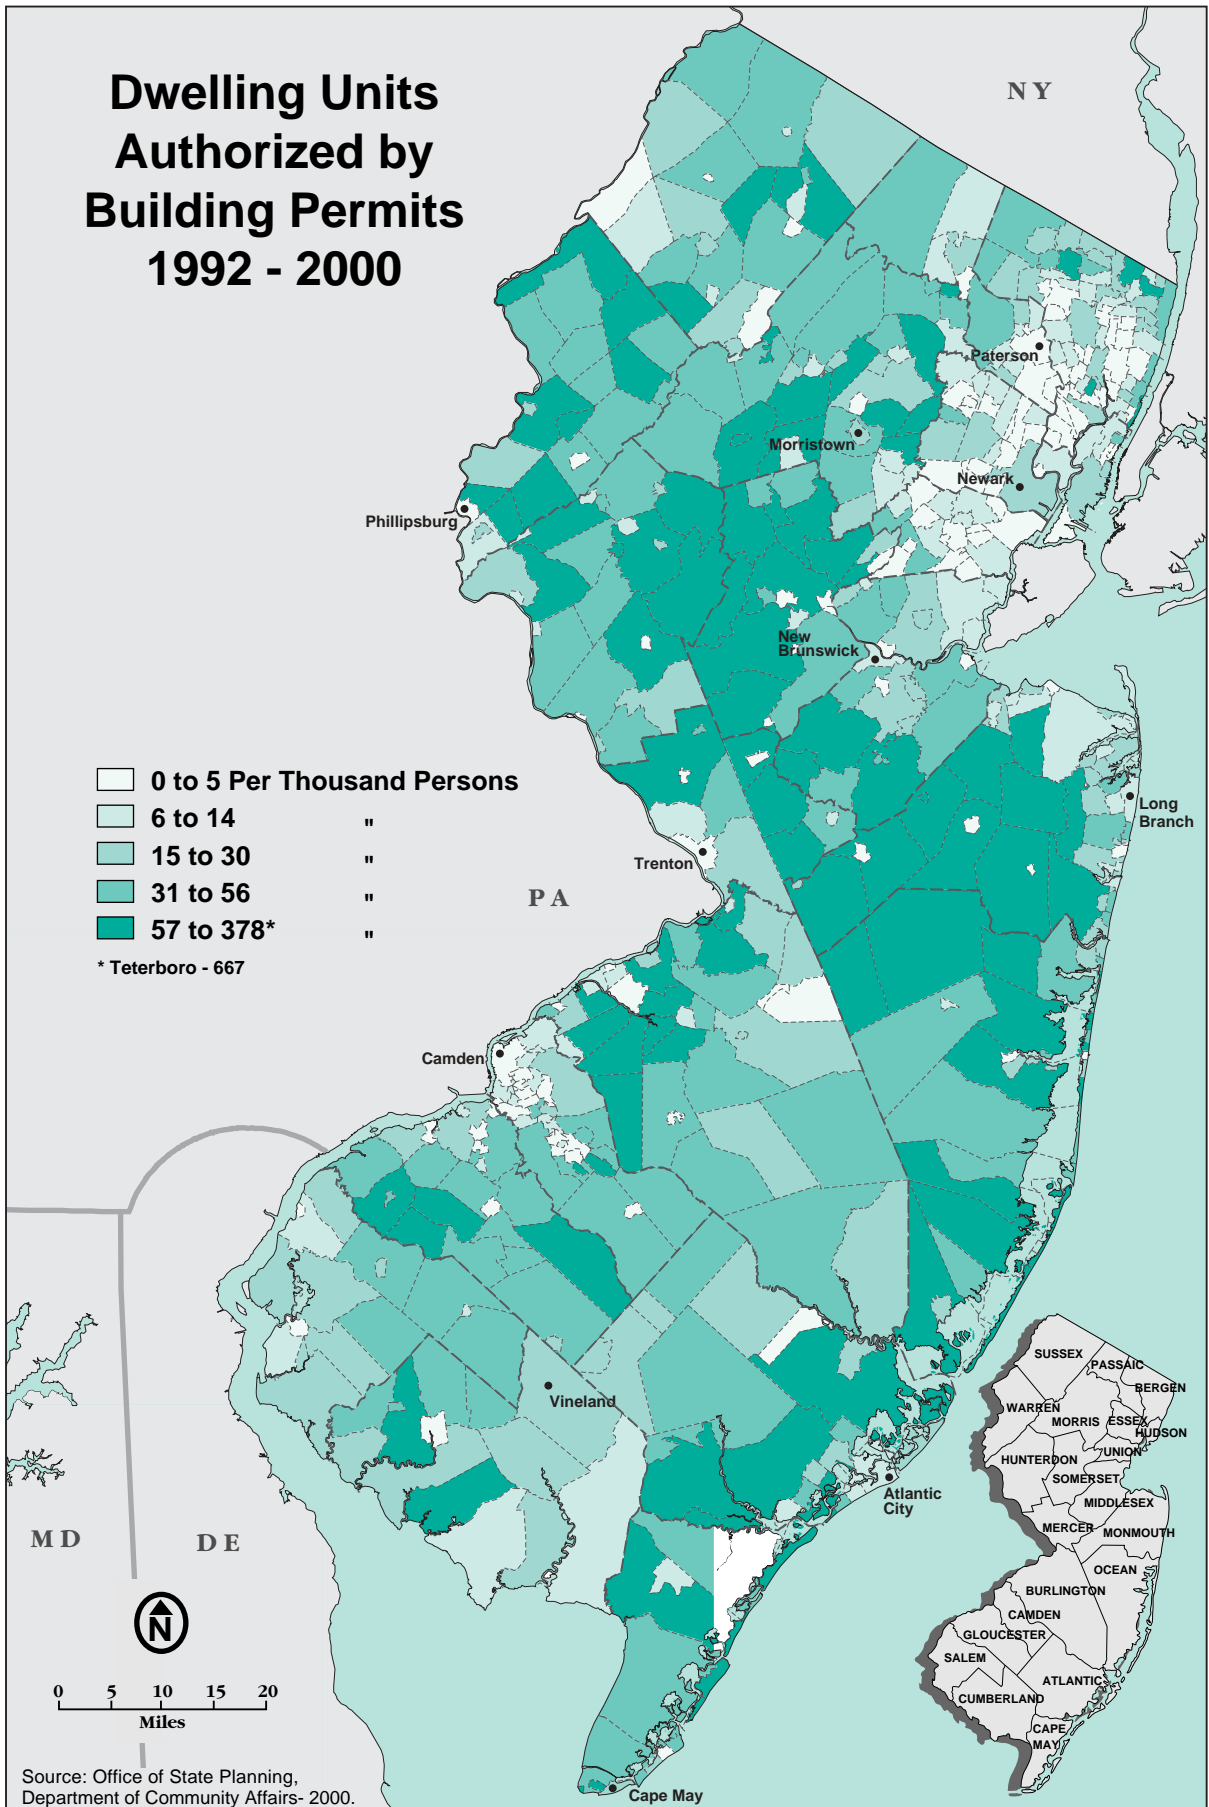 Dwelling Units
Authorized by
Building Permits
1992 - 2000
NY
Paterson
Morristown
Newark
Phillipsburg
New
Brunswick
0 to 5 Per Thousand Persons
6 to 14 "
15 to 30 "
31 to 56 "
57 to 378* "
* Teterboro - 667
Long
Branch
Trenton
PA
Camden
Vineland
Atlantic
City
MD
DE
N
0 5 10 15 20
Miles
Cape May
Source: Office of State Planning,
Department of Community Affairs- 2000.
SUSSEX
PASSAIC
BERGEN
WARREN
MORRIS
ESSEX
HUDSON
UNION
HUNTERDON
SOMERSET
MIDDLESEX
MERCER
MONMOUTH
OCEAN
BURLINGTON
CAMDEN
GLOUCESTER
SALEM
ATLANTIC
CUMBERLAND
CAPE
MAY